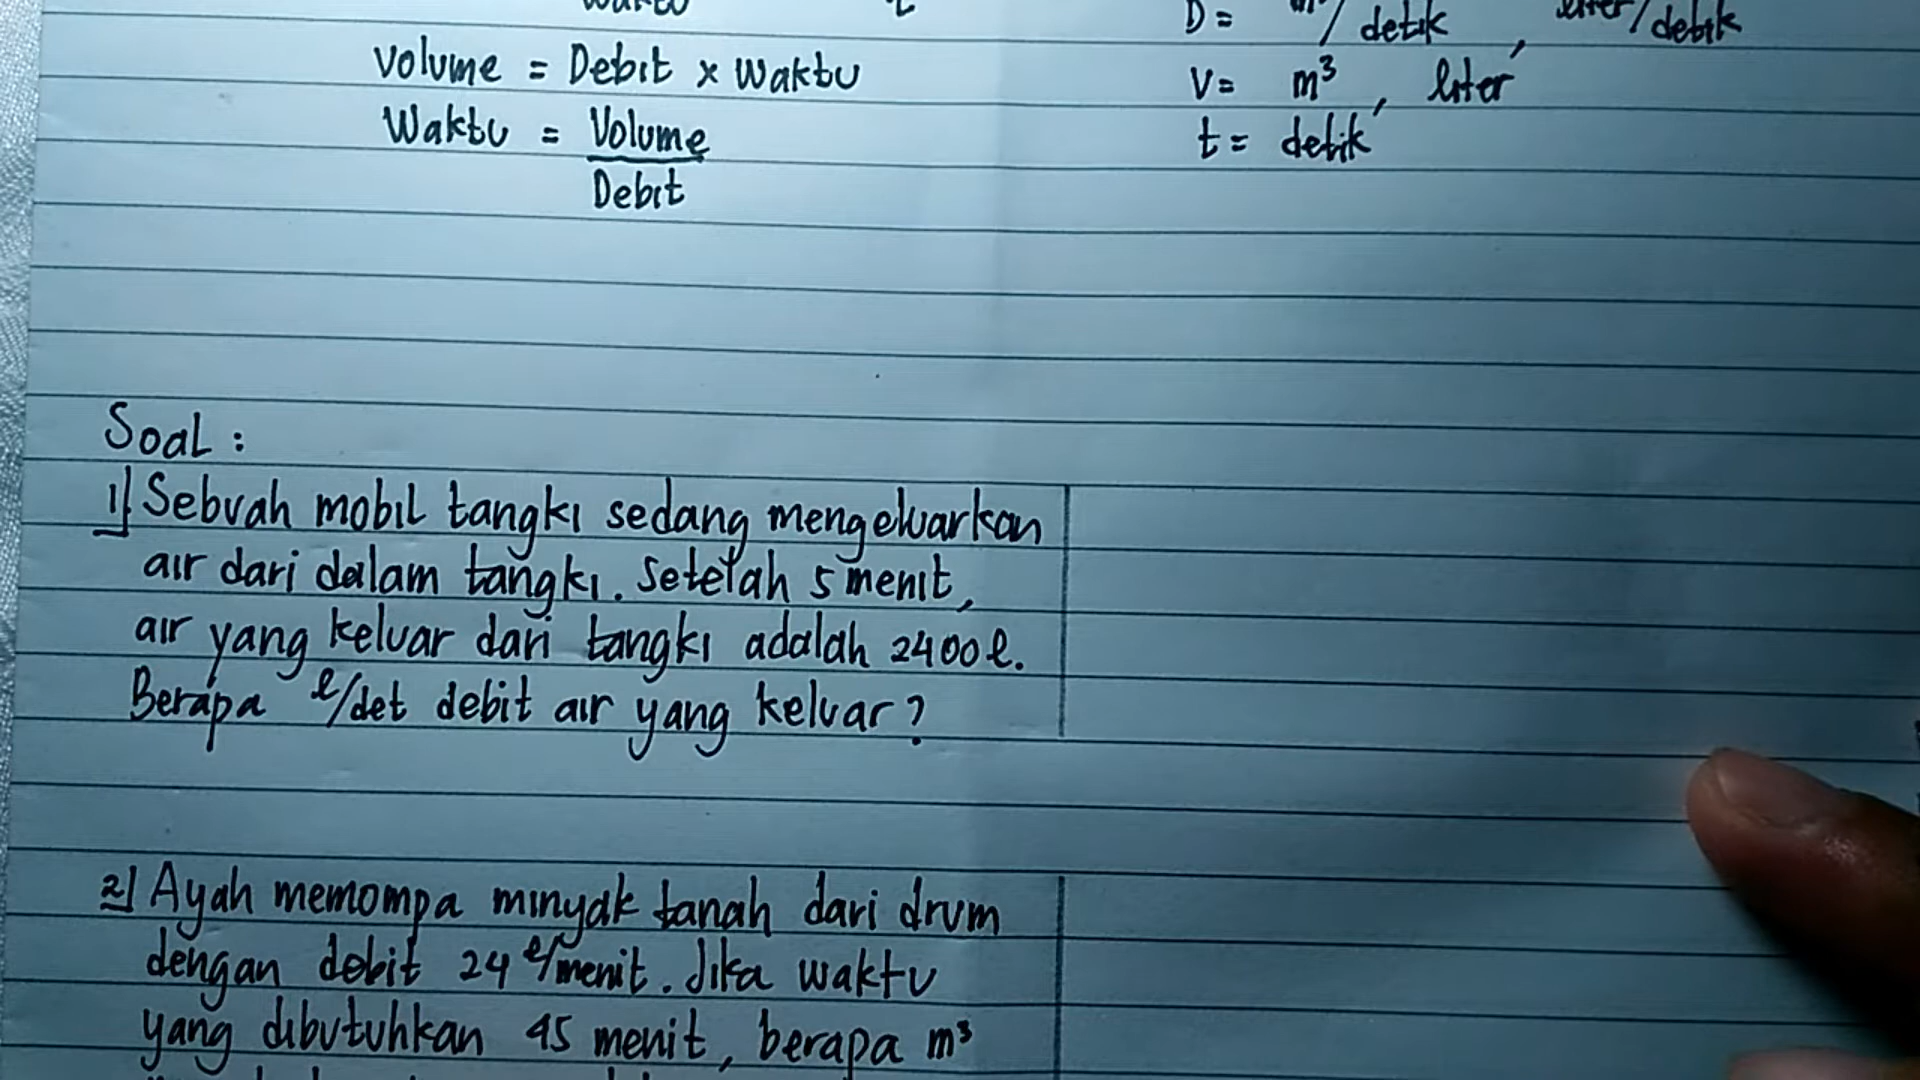 Waktu t
D = m³/detik, liter/detik
Volume = Debit x Waktu
V = m³, liter
Waktu = Volume
Debit
t = detik
Soal :
1] Sebuah mobil tangki sedang mengeluarkan
air dari dalam tangki. Setelah 5 menit,
air yang keluar dari tangki adalah 2400 l.
Berapa l/det debit air yang keluar?
2] Ayah memompa minyak tanah dari drum
dengan debit 24 l/menit. Jika waktu
yang dibutuhkan 45 menit, berapa m³